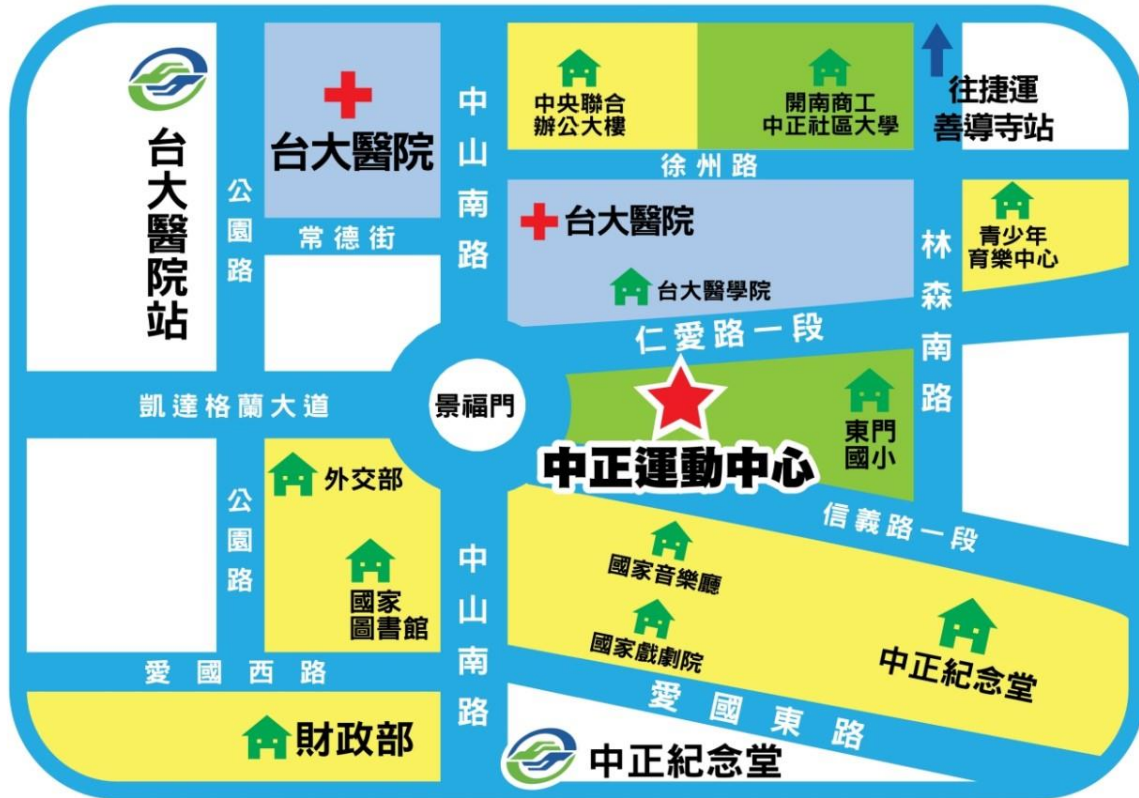 台大醫院站
公園路
台大醫院
常德街
中山南路
中央聯合
辦公大樓
開南商工
中正社區大學
往捷運
善導寺站
徐州路
台大醫院
台大醫學院
林森南路
青少年
育樂中心
仁愛路一段
凱達格蘭大道
景福門
中正運動中心
東門
國小
信義路一段
公園路
外交部
國家
圖書館
中山南路
國家音樂廳
國家戲劇院
中正紀念堂
愛國西路
愛國東路
財政部
中正紀念堂